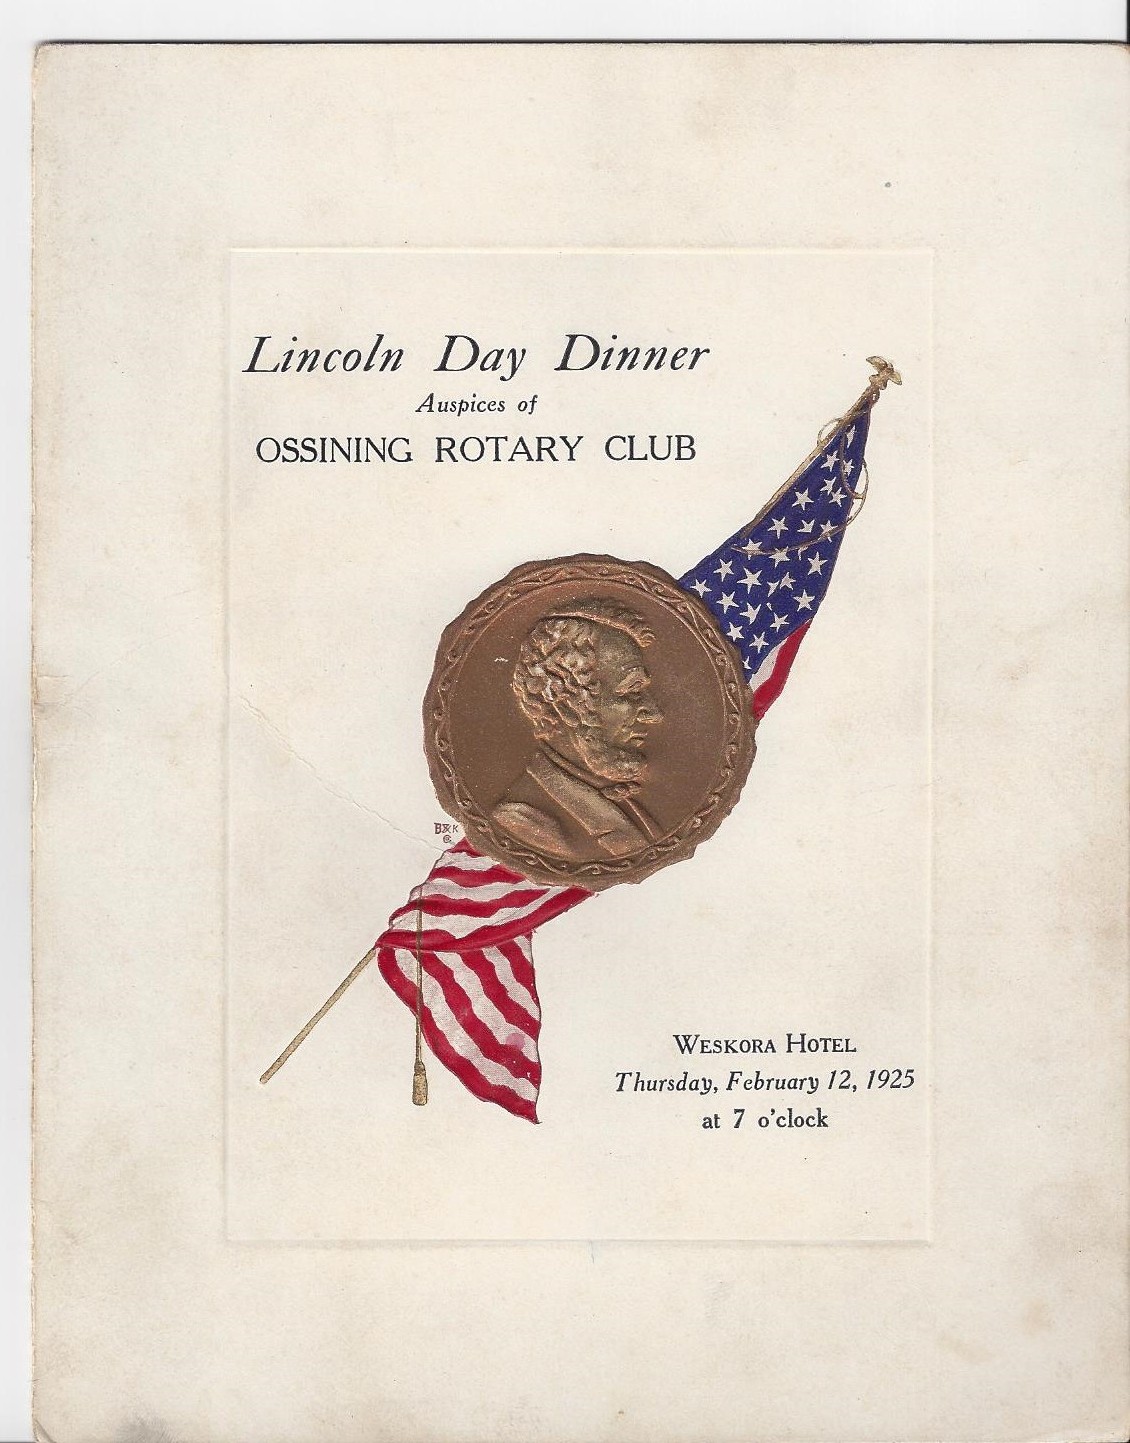 Lincoln Day Dinner
Auspices of
OSSINING ROTARY CLUB
WESKORA HOTEL
Thursday, February 12, 1925
at 7 o'clock